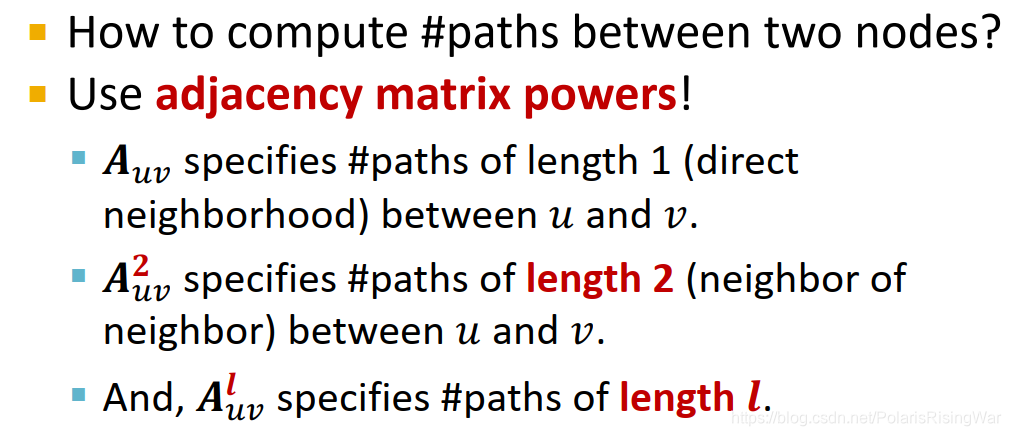 How to compute #paths between two nodes?
Use adjacency matrix powers!
A_{uv} specifies #paths of length 1 (direct
neighborhood) between u and v.
A^{2}_{uv} specifies #paths of length 2 (neighbor of
neighbor) between u and v.
And, A^{l}_{uv} specifies #paths of length l.
https://blog.csdn.net/PolarisRisingWar